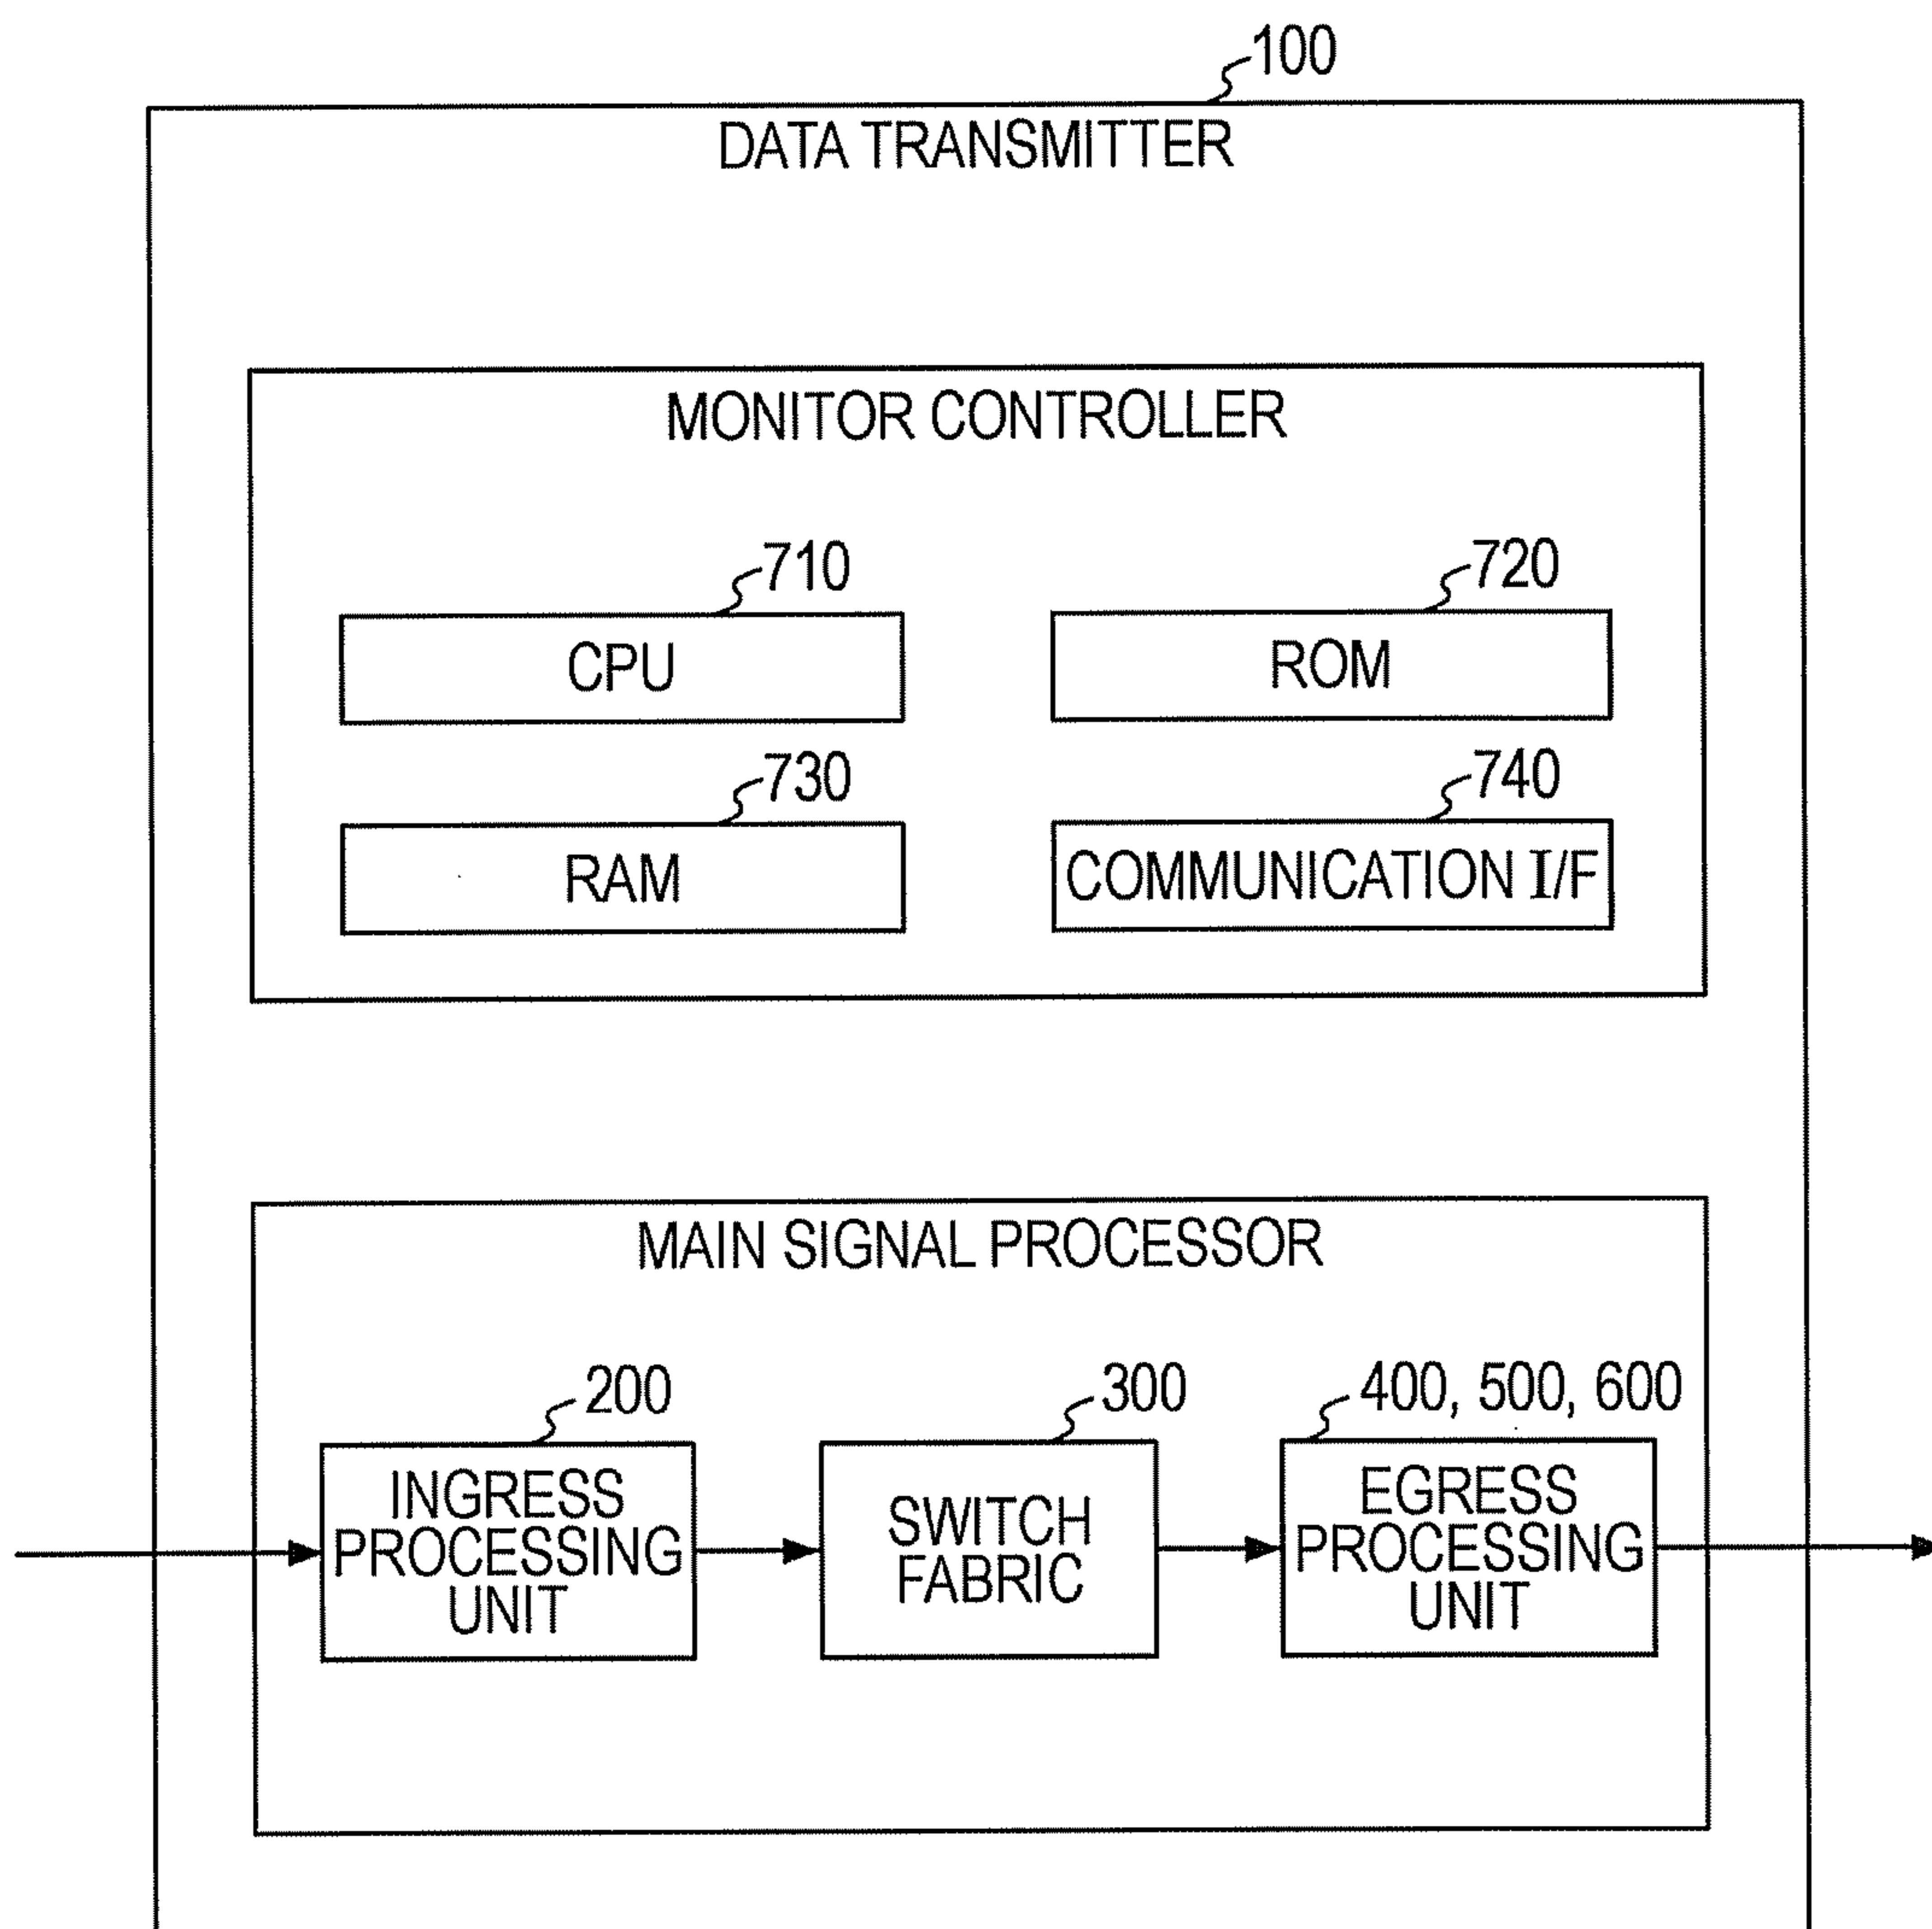 100
DATA TRANSMITTER
MONITOR CONTROLLER
710
CPU
720
ROM
730
RAM
740
COMMUNICATION I/F
MAIN SIGNAL PROCESSOR
200
INGRESS
PROCESSING
UNIT
300
SWITCH
FABRIC
400, 500, 600
EGRESS
PROCESSING
UNIT